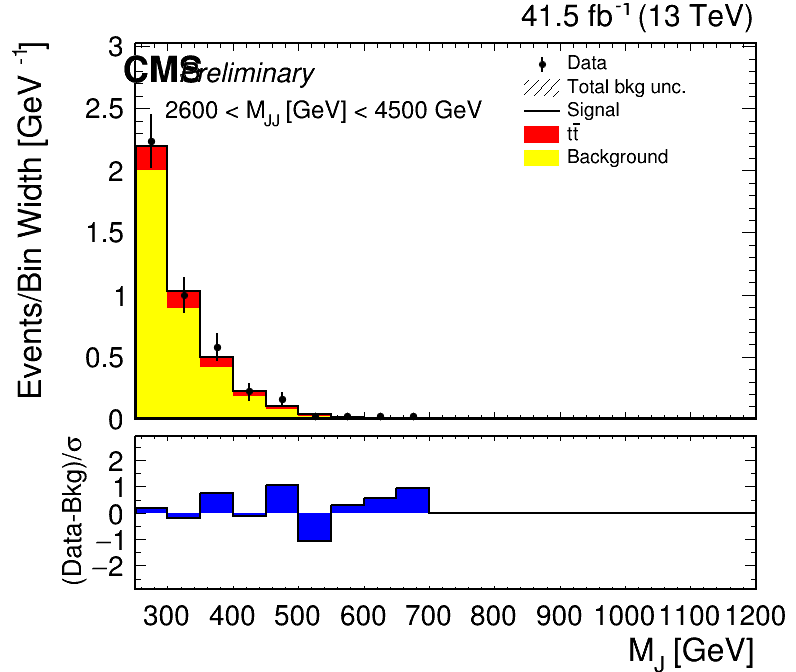 41.5 fb⁻¹ (13 TeV)
CMS Preliminary
2600 < M_JJ [GeV] < 4500 GeV
Data
Total bkg unc.
Signal
tt̄
Background
Events/Bin Width [GeV⁻¹]
3
2.5
2
1.5
1
0.5
0
(Data-Bkg)/σ
2
1
0
−1
−2
300 400 500 600 700 800 900 1000 1100 1200
M_J [GeV]